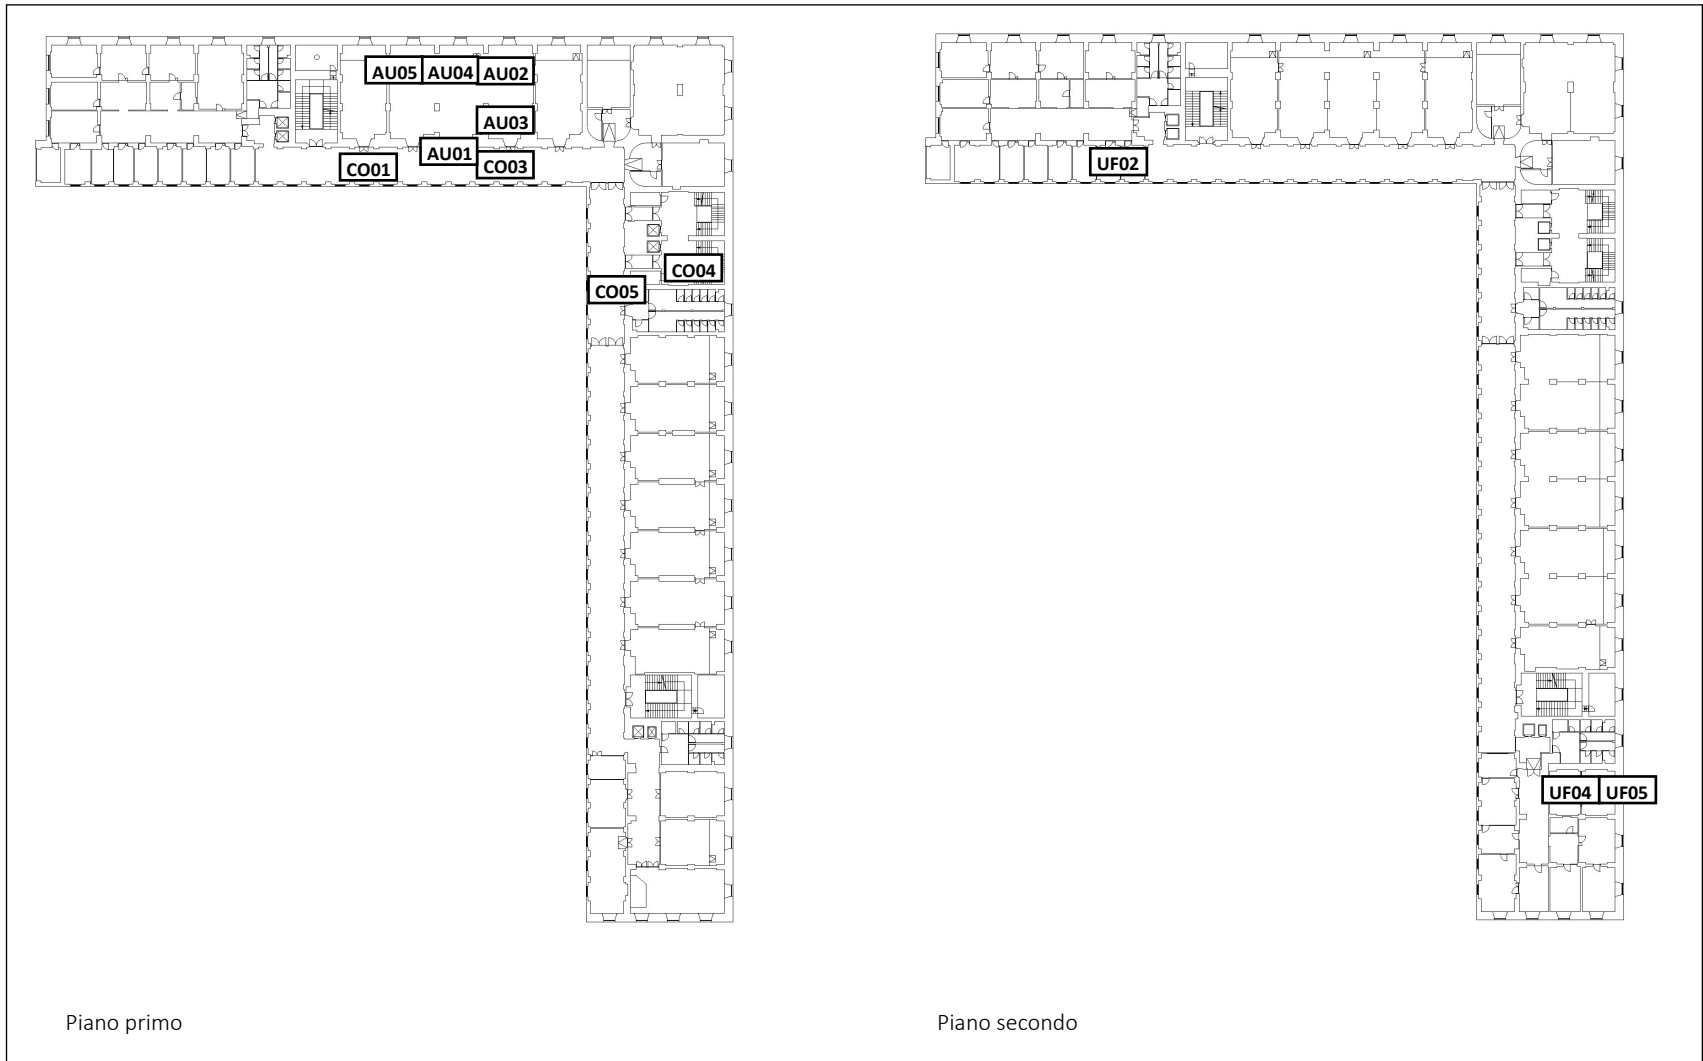 AU05 AU04 AU02
AU03
AU01
CO01 CO03
CO04
CO05
UF02
UF04 UF05
Piano primo
Piano secondo